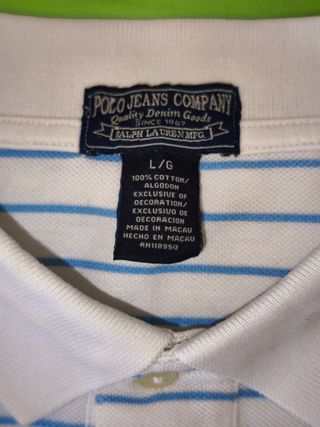 POLO JEANS COMPANY
Quality Denim Goods
SINCE 1967
RALPH LAUREN MFG.
L/G
100% COTTON/
ALGODON
EXCLUSIVE OF
DECORATION/
EXCLUSIVO DE
DECORACION
MADE IN MACAU
HECHO EN MACAU
RN118950